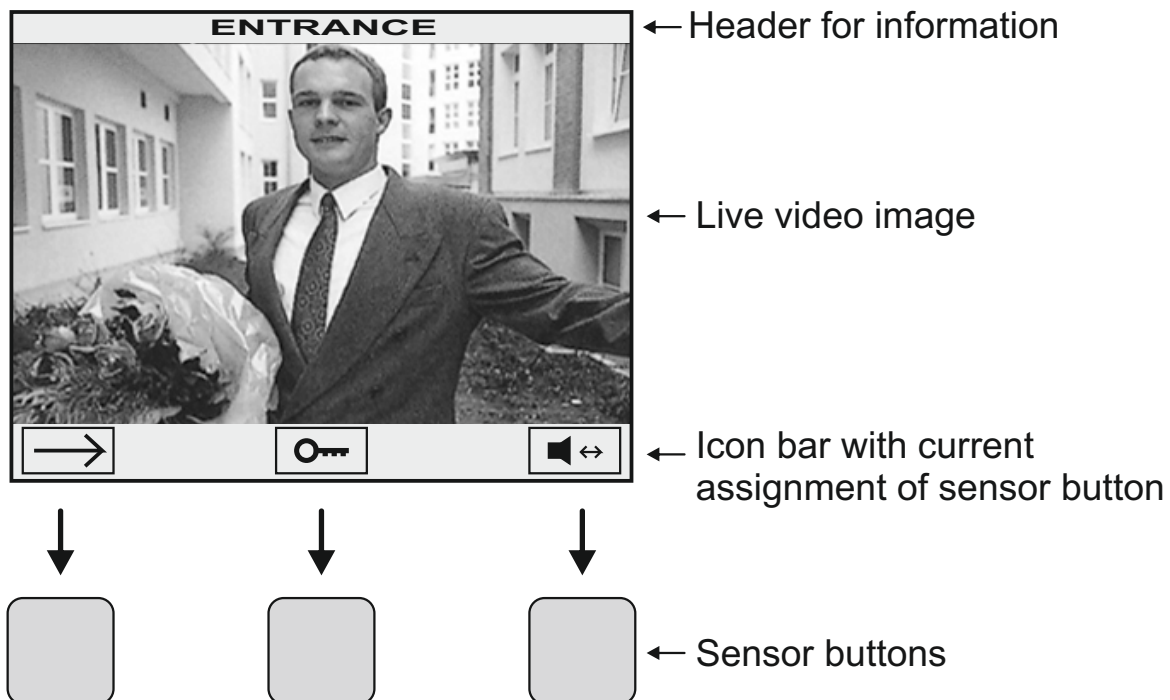 ENTRANCE
Header for information
Live video image
Icon bar with current
assignment of sensor button
Sensor buttons